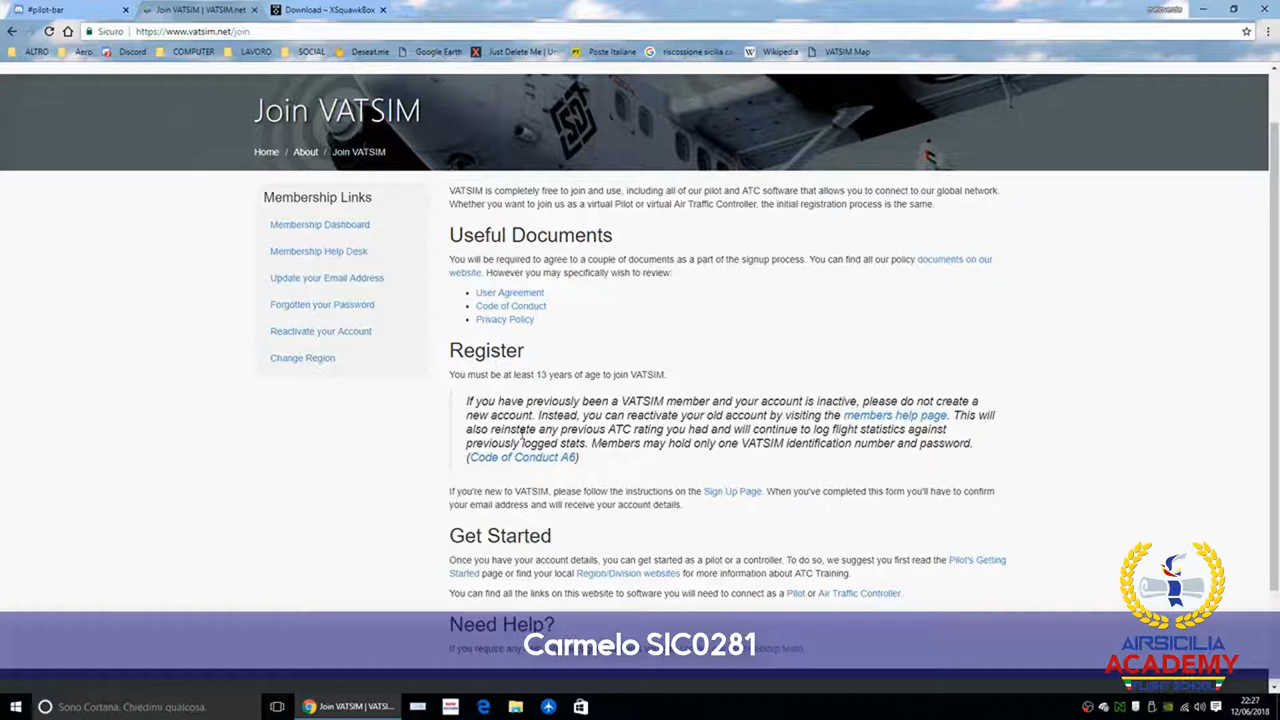 #pilot-bar
Join VATSIM | VATSIM.net
Download – XSquawkBox
meloverde
Sicuro
https://www.vatsim.net/join
ALTRO
Aero
Discord
COMPUTER
LAVORO
SOCIAL
Deseat.me
Google Earth
Just Delete Me | Ur
Poste Italiane
riscossione sicilia
Wikipedia
VATSIM Map
Join VATSIM
Home / About / Join VATSIM
Membership Links
Membership Dashboard
Membership Help Desk
Update your Email Address
Forgotten your Password
Reactivate your Account
Change Region
VATSIM is completely free to join and use, including all of our pilot and ATC software that allows you to connect to our global network.
Whether you want to join us as a virtual Pilot or virtual Air Traffic Controller, the initial registration process is the same.
Useful Documents
You will be required to agree to a couple of documents as a part of the signup process. You can find all our policy documents on our
website. However you may specifically wish to review:
User Agreement
Code of Conduct
Privacy Policy
Register
You must be at least 13 years of age to join VATSIM.
If you have previously been a VATSIM member and your account is inactive, please do not create a
new account. Instead, you can reactivate your old account by visiting the members help page. This will
also reinstate any previous ATC rating you had and will continue to log flight statistics against
previously logged stats. Members may hold only one VATSIM identification number and password.
(Code of Conduct A6)
If you're new to VATSIM, please follow the instructions on the Sign Up Page. When you've completed this form you'll have to confirm
your email address and will receive your account details.
Get Started
Once you have your account details, you can get started as a pilot or a controller. To do so, we suggest you first read the Pilot's Getting
Started page or find your local Region/Division websites for more information about ATC Training.
You can find all the links on this website to software you will need to connect as a Pilot or Air Traffic Controller.
Need Help?
If you require any
Carmelo SIC0281
AIRSICILIA
ACADEMY
FLIGHT SCHOOL
Sono Cortana. Chiedimi qualcosa.
Join VATSIM | VATSI...
22:27
12/06/2018